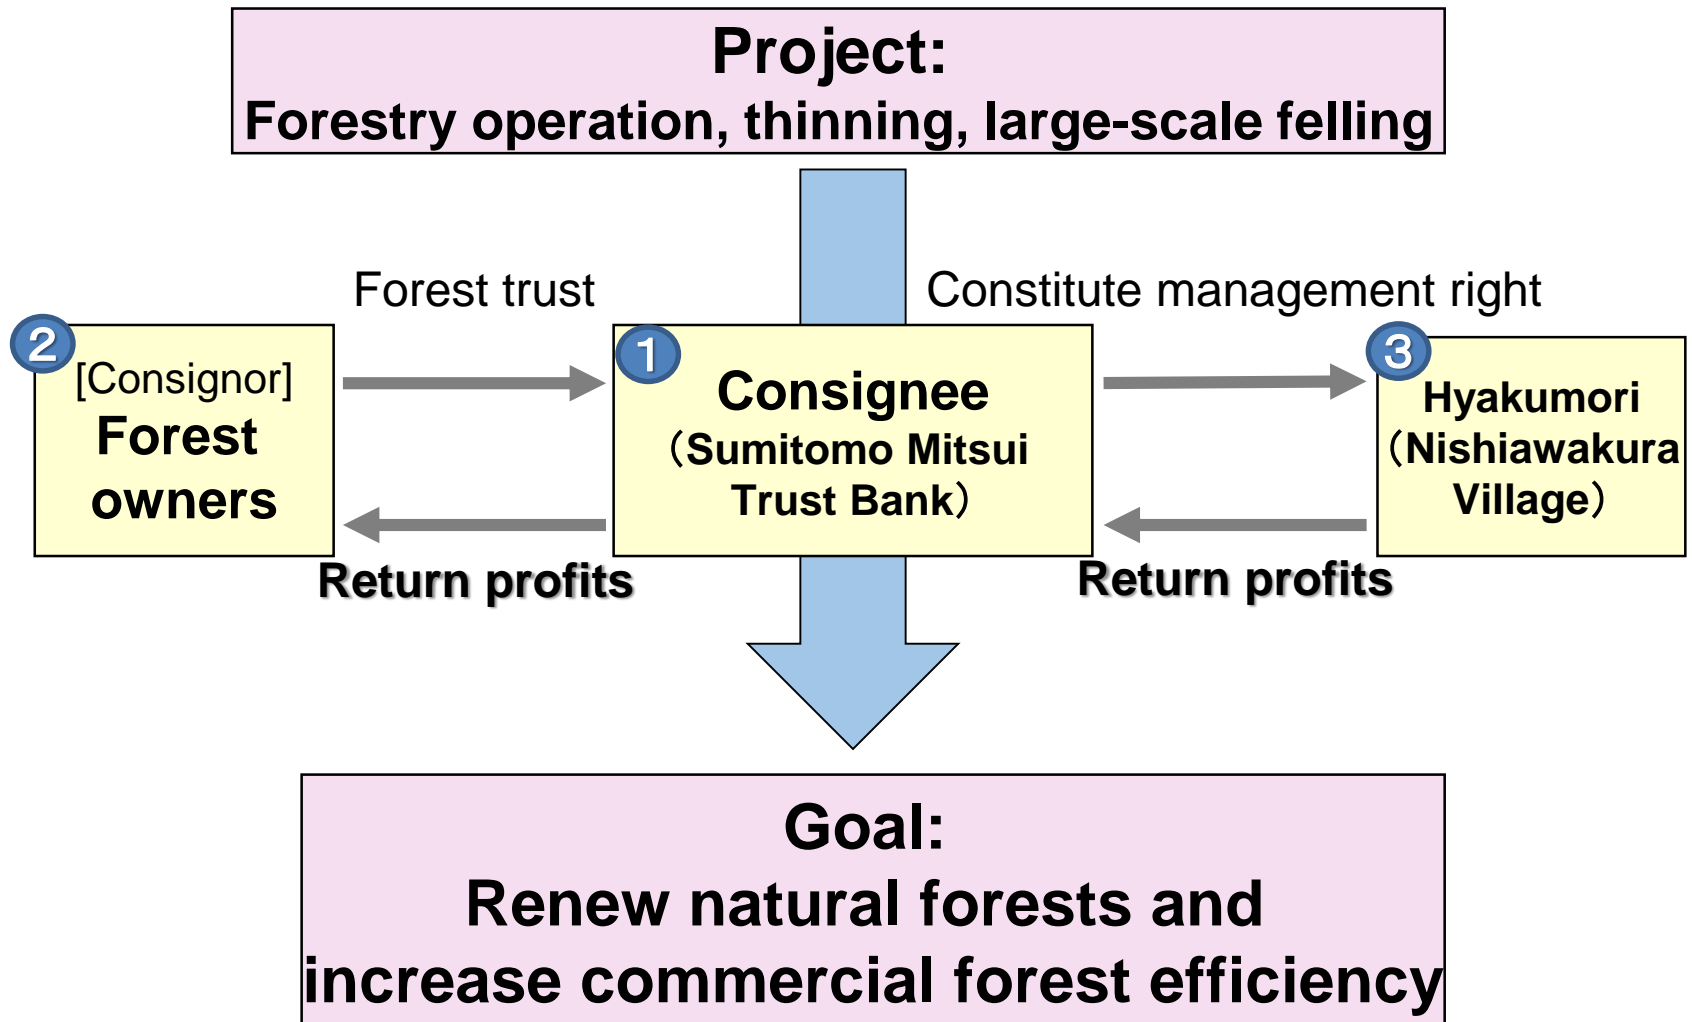 Project:
Forestry operation, thinning, large-scale felling
Forest trust
Constitute management right
2
[Consignor]
Forest
owners
1
Consignee
（Sumitomo Mitsui
Trust Bank）
3
Hyakumori
（Nishiawakura
Village）
Return profits
Return profits
Goal:
Renew natural forests and
increase commercial forest efficiency